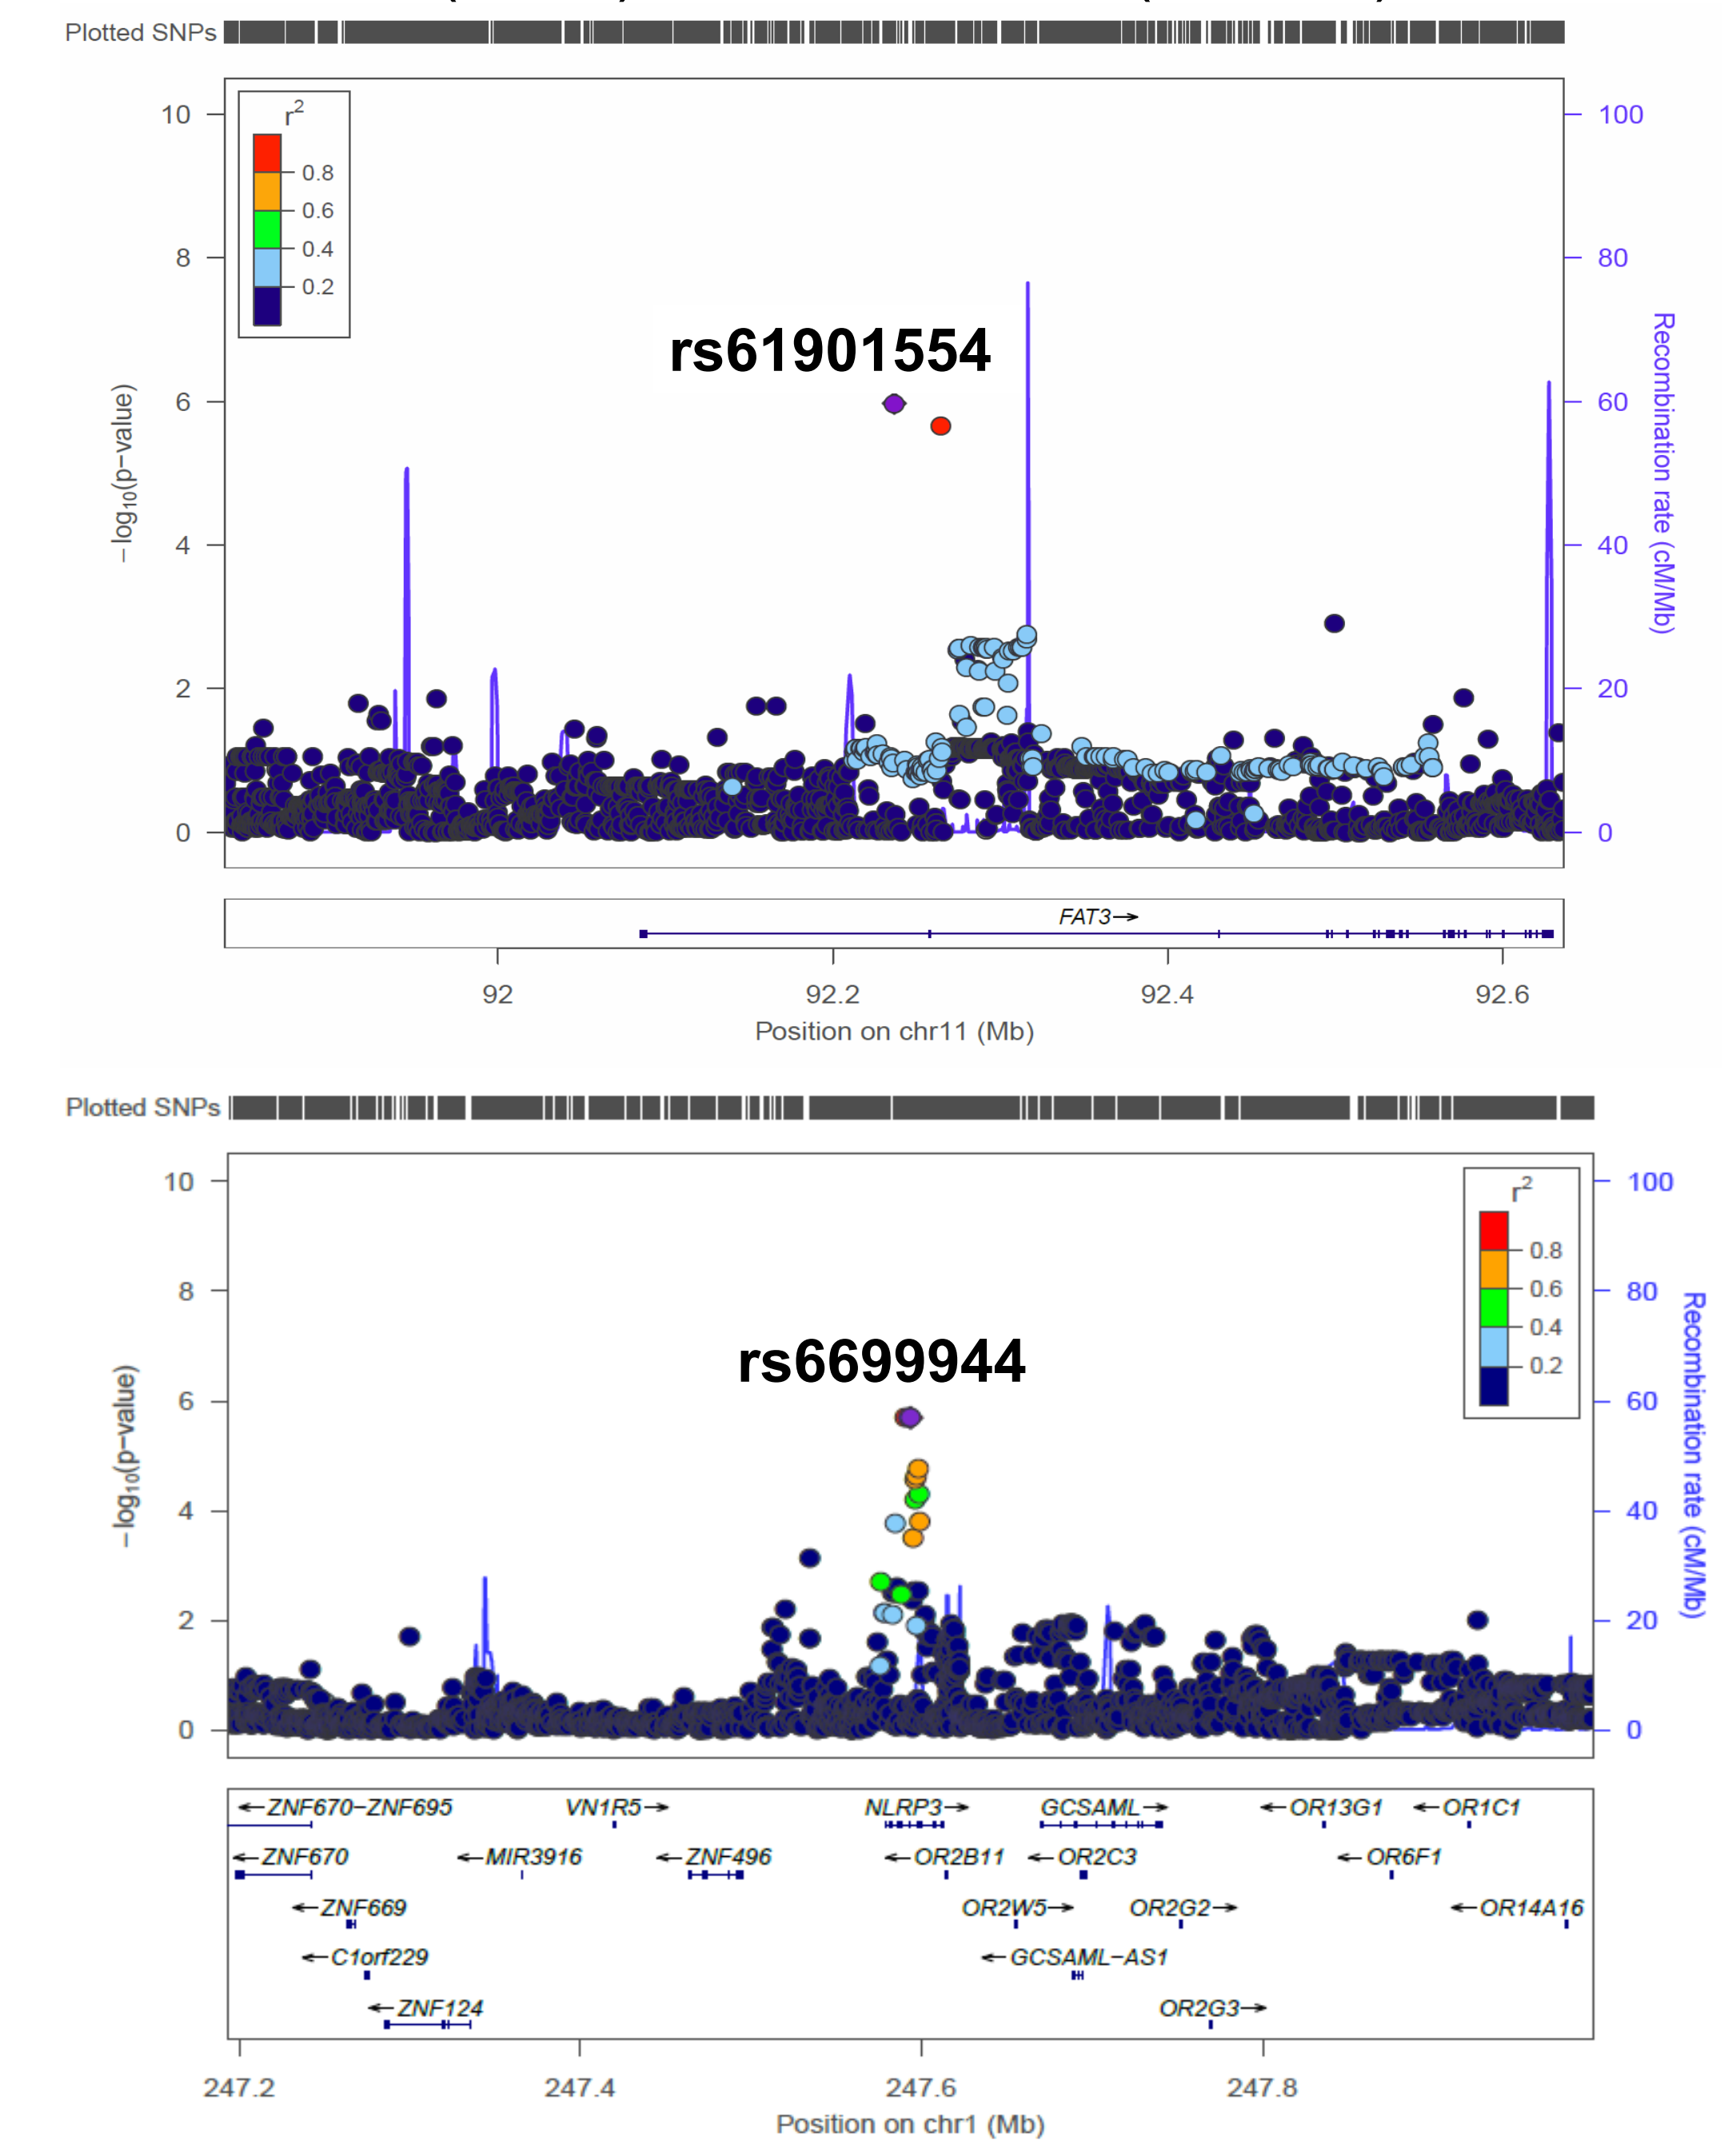 Plotted SNPs
r2
0.8
0.6
0.4
0.2
10
8
6
4
2
0
−log10(p−value)
100
80
60
40
20
0
Recombination rate (cM/Mb)
rs61901554
FAT3→
92 92.2 92.4 92.6
Position on chr11 (Mb)
Plotted SNPs
r2
0.8
0.6
0.4
0.2
10
8
6
4
2
0
−log10(p−value)
100
80
60
40
20
0
Recombination rate (cM/Mb)
rs6699944
←ZNF670−ZNF695 VN1R5→ NLRP3→ GCSAML→ ←OR13G1 ←OR1C1
←ZNF670 ←MIR3916 ←ZNF496 ←OR2B11 ←OR2C3 ←OR6F1
←ZNF669 OR2W5→ OR2G2→ ←OR14A16
←C1orf229 ←GCSAML−AS1
←ZNF124 OR2G3→
247.2 247.4 247.6 247.8
Position on chr1 (Mb)